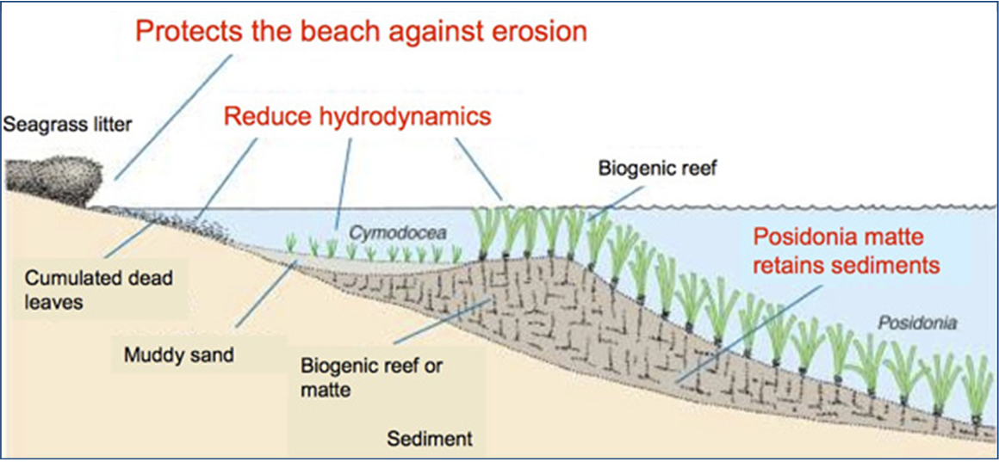 Protects the beach against erosion
Reduce hydrodynamics
Seagrass litter
Biogenic reef
Cymodocea
Posidonia matte
retains sediments
Cumulated dead
leaves
Posidonia
Muddy sand
Biogenic reef or
matte
Sediment